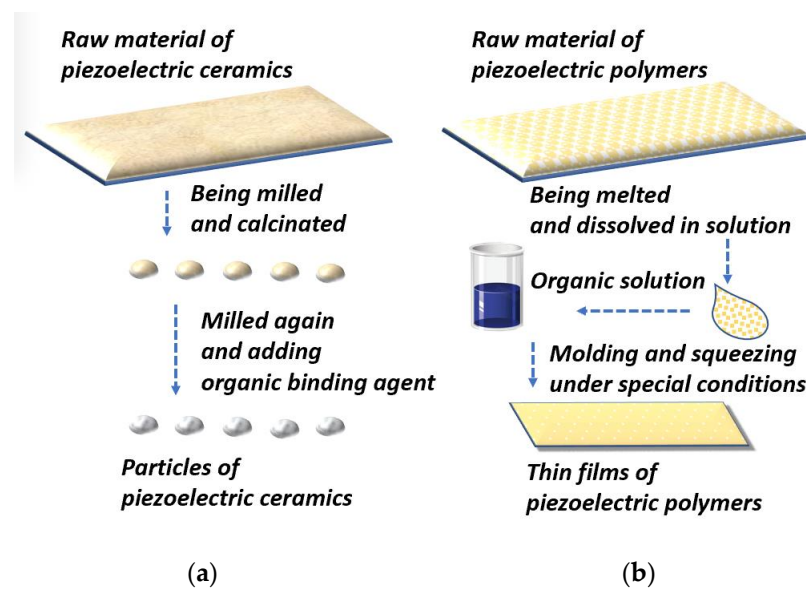 Raw material of
piezoelectric ceramics
Being milled
and calcinated
Milled again
and adding
organic binding agent
Particles of
piezoelectric ceramics
(a)
Raw material of
piezoelectric polymers
Being melted
and dissolved in solution
Organic solution
Molding and squeezing
under special conditions
Thin films of
piezoelectric polymers
(b)